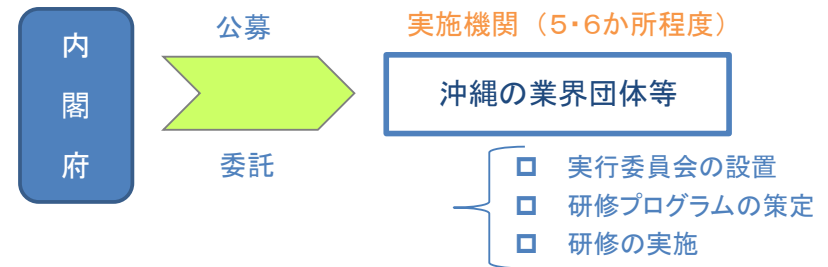 内閣府
公募
委託
実施機関（5・6か所程度）
沖縄の業界団体等
実行委員会の設置
研修プログラムの策定
研修の実施